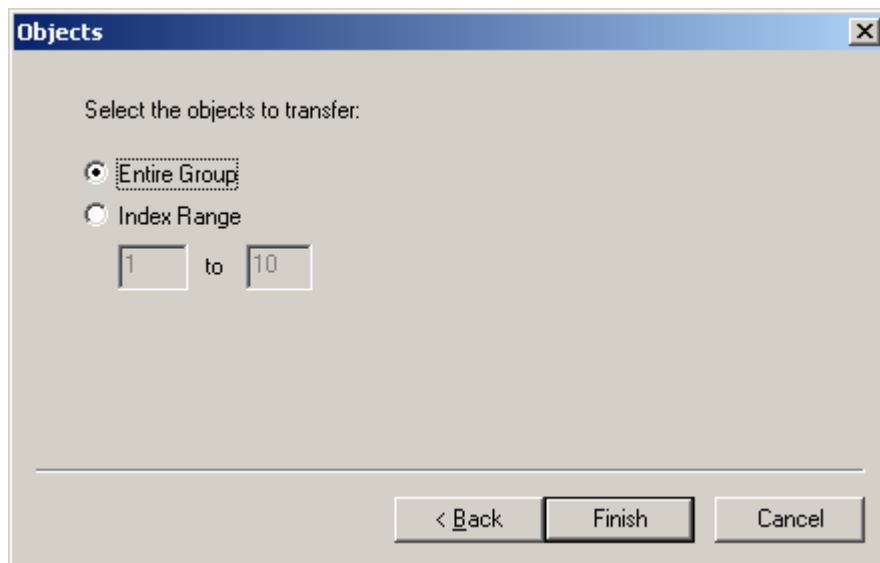 Objects
Select the objects to transfer:
Entire Group
Index Range
1 to 10
< Back Finish Cancel